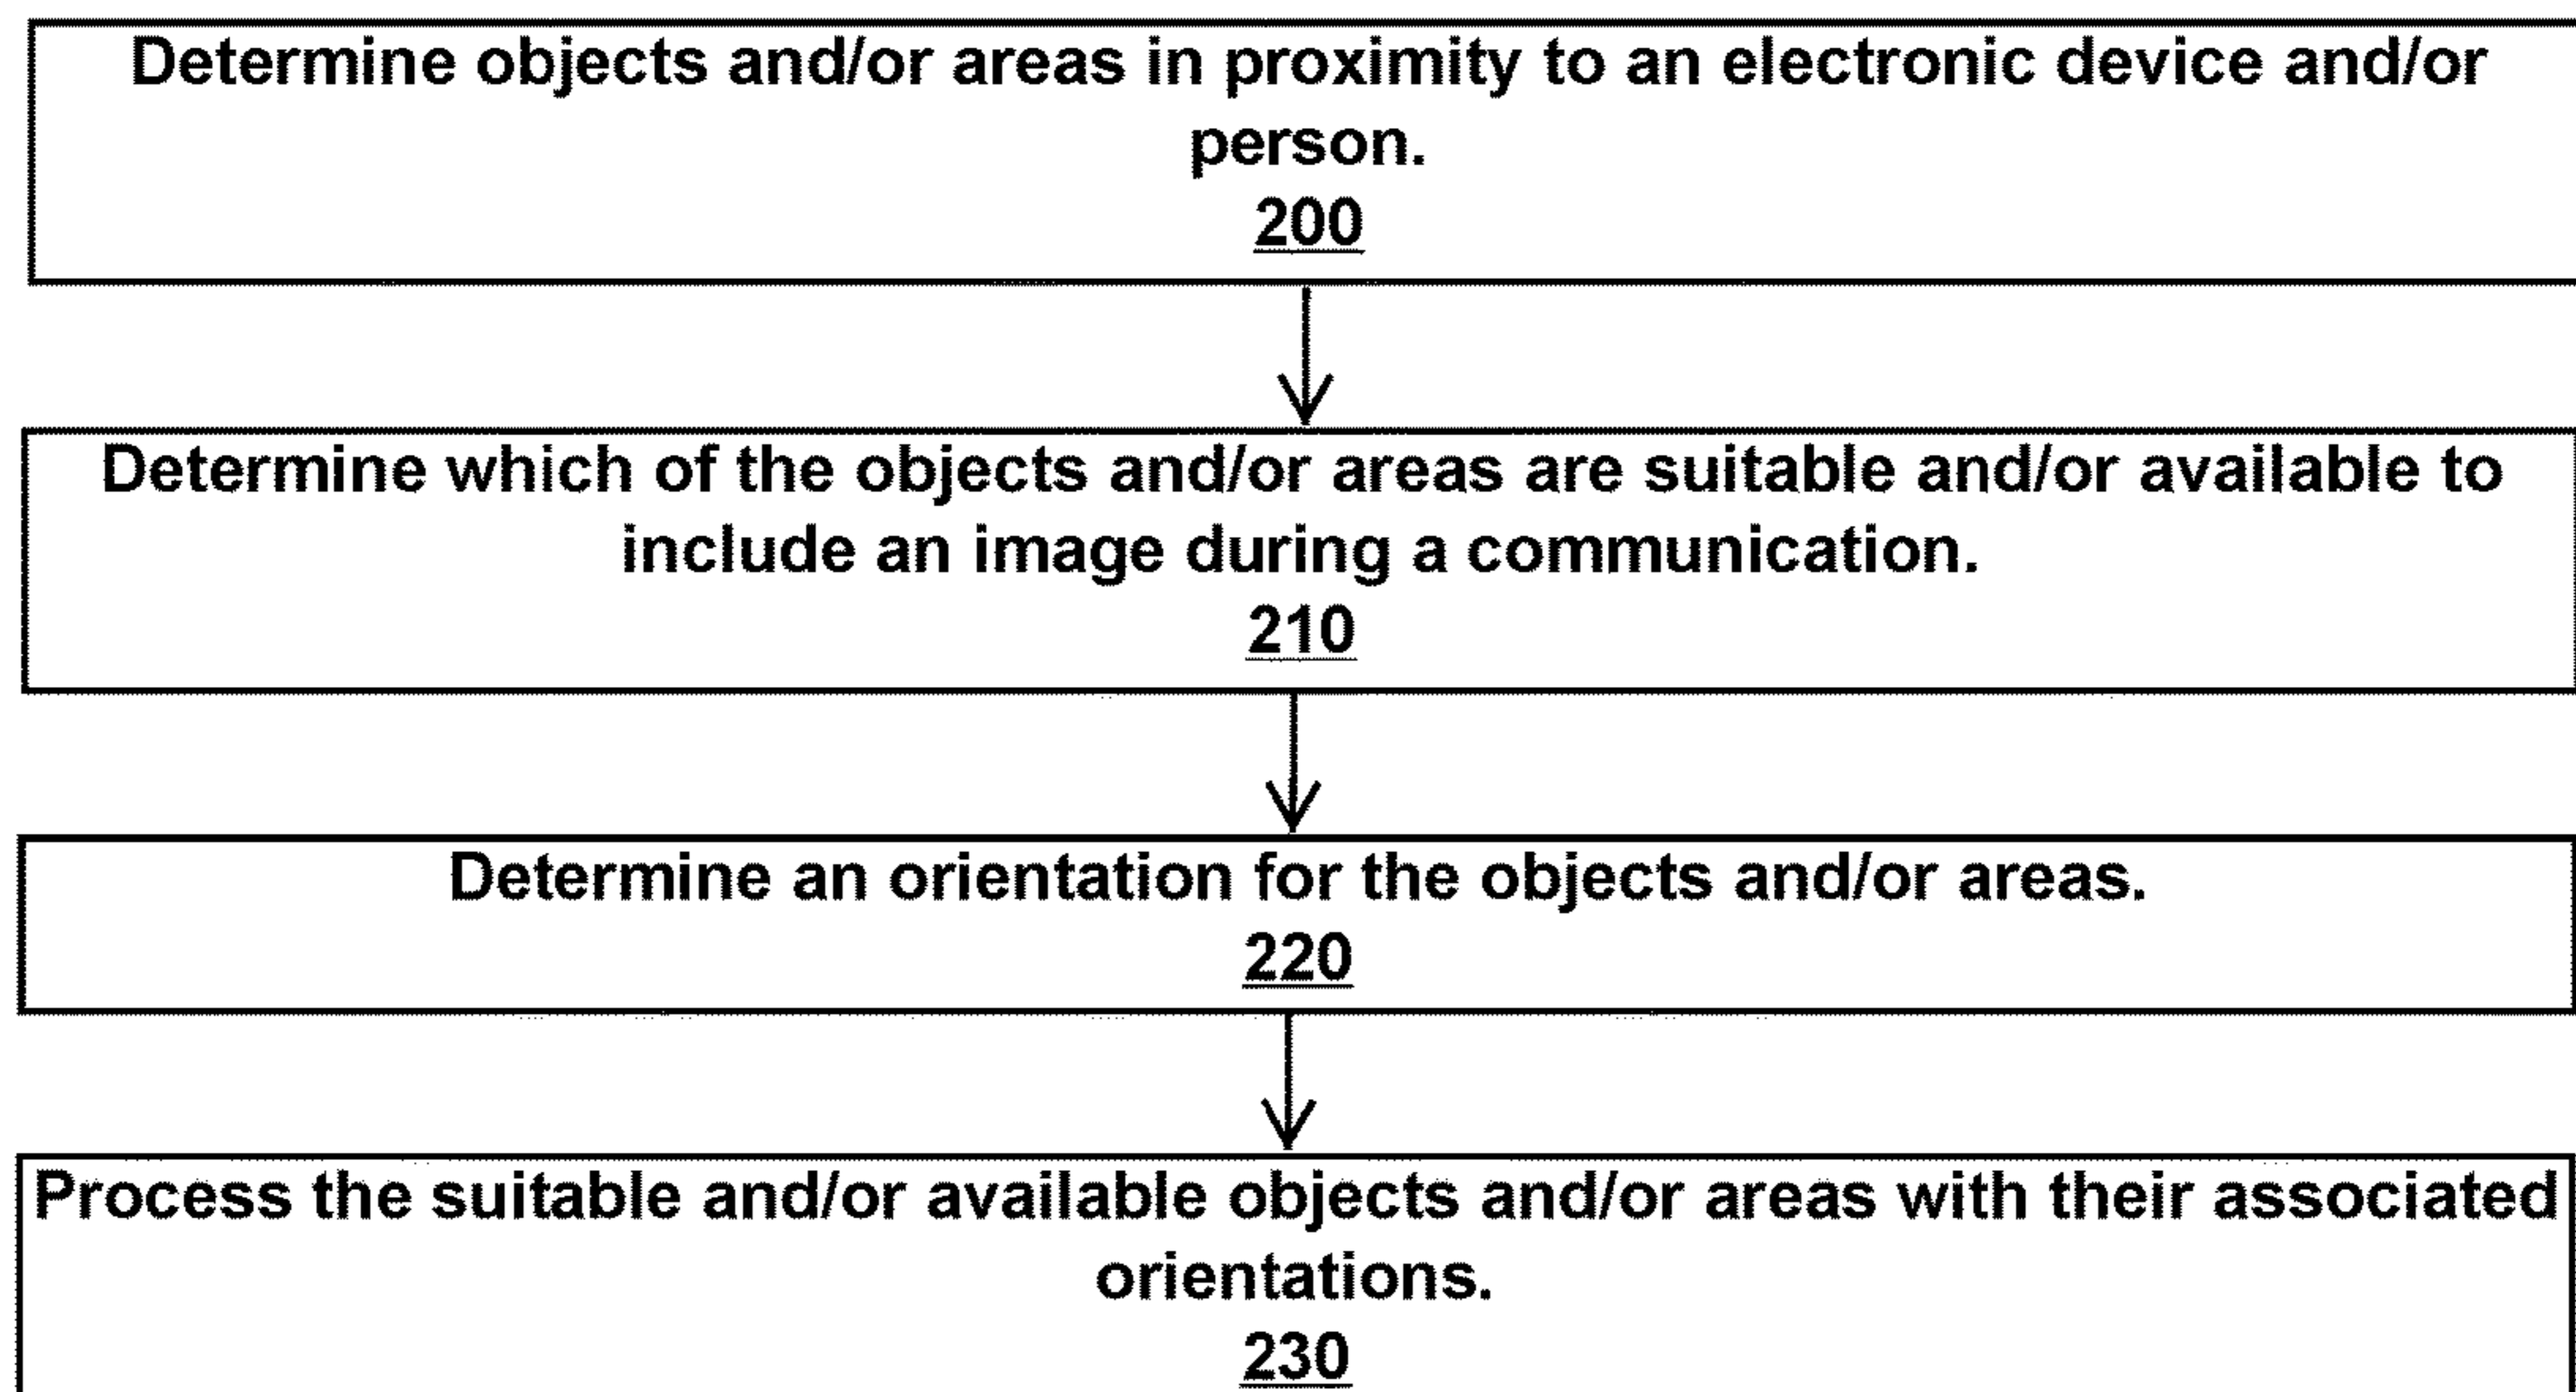 Determine objects and/or areas in proximity to an electronic device and/or
person.
200
Determine which of the objects and/or areas are suitable and/or available to
include an image during a communication.
210
Determine an orientation for the objects and/or areas.
220
Process the suitable and/or available objects and/or areas with their associated
orientations.
230